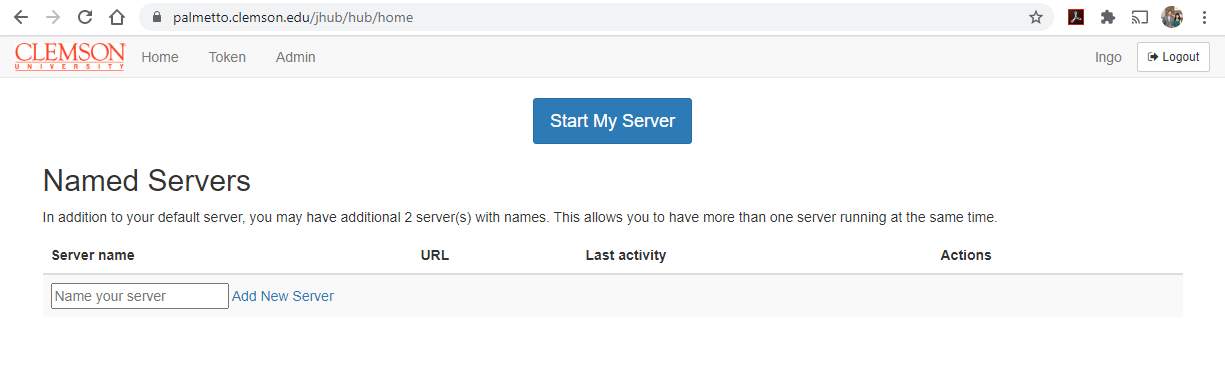 palmetto.clemson.edu/jhub/hub/home
CLEMSON
UNIVERSITY
Home Token Admin Ingo Logout
Start My Server
Named Servers
In addition to your default server, you may have additional 2 server(s) with names. This allows you to have more than one server running at the same time.
Server name URL Last activity Actions
Name your server Add New Server